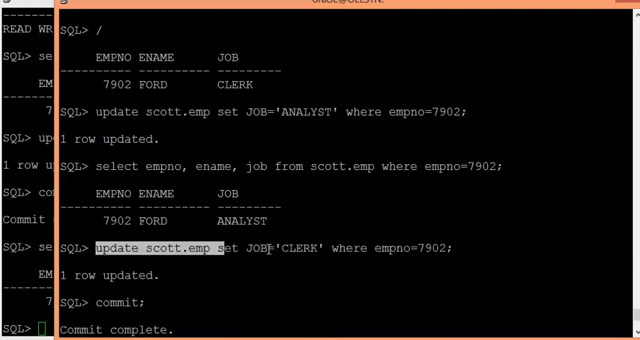 SQL> /
EMPNO ENAME JOB
---------- ---------- ---------
7902 FORD CLERK
SQL> update scott.emp set JOB='ANALYST' where empno=7902;
1 row updated.
SQL> select empno, ename, job from scott.emp where empno=7902;
EMPNO ENAME JOB
---------- ---------- ---------
7902 FORD ANALYST
SQL> update scott.emp set JOB='CLERK' where empno=7902;
1 row updated.
SQL> commit;
Commit complete.
READ WR
SQL> se
EM
7
SQL> up
1 row u
SQL> co
Commit
SQL> se
EM
7
SQL>